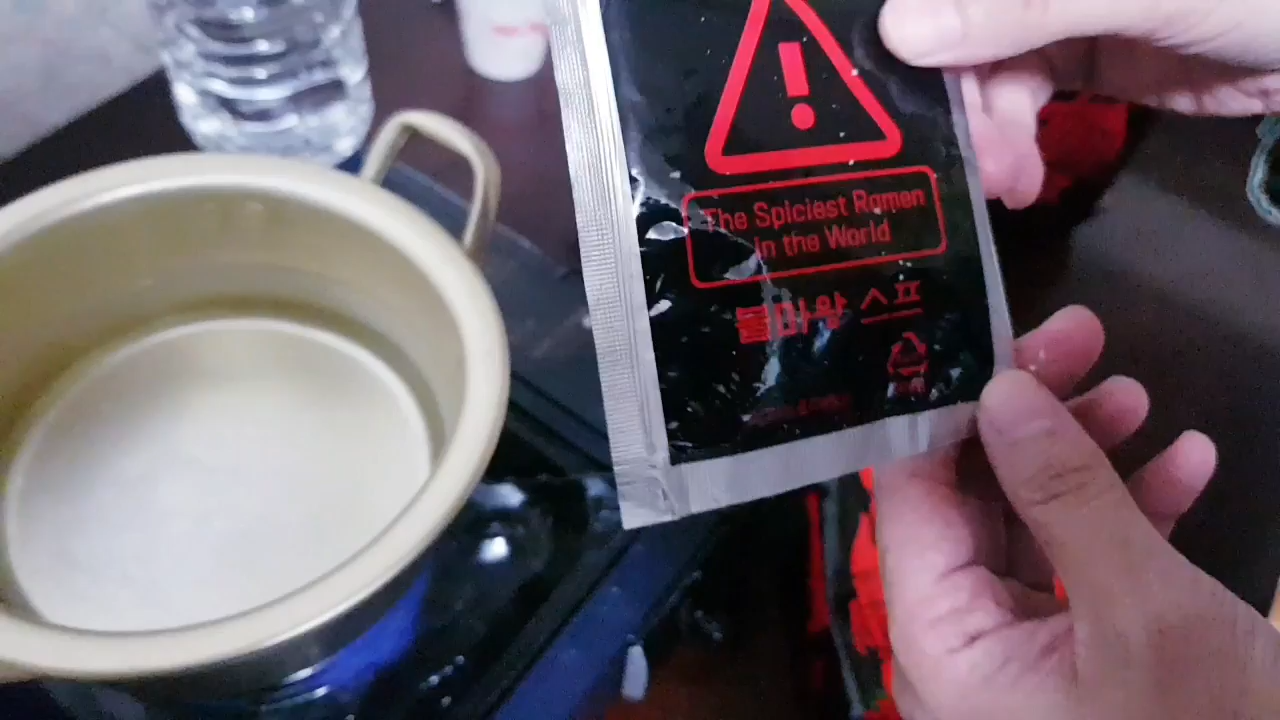 !
The Spiciest Ramen
in the World
불마왕 스프